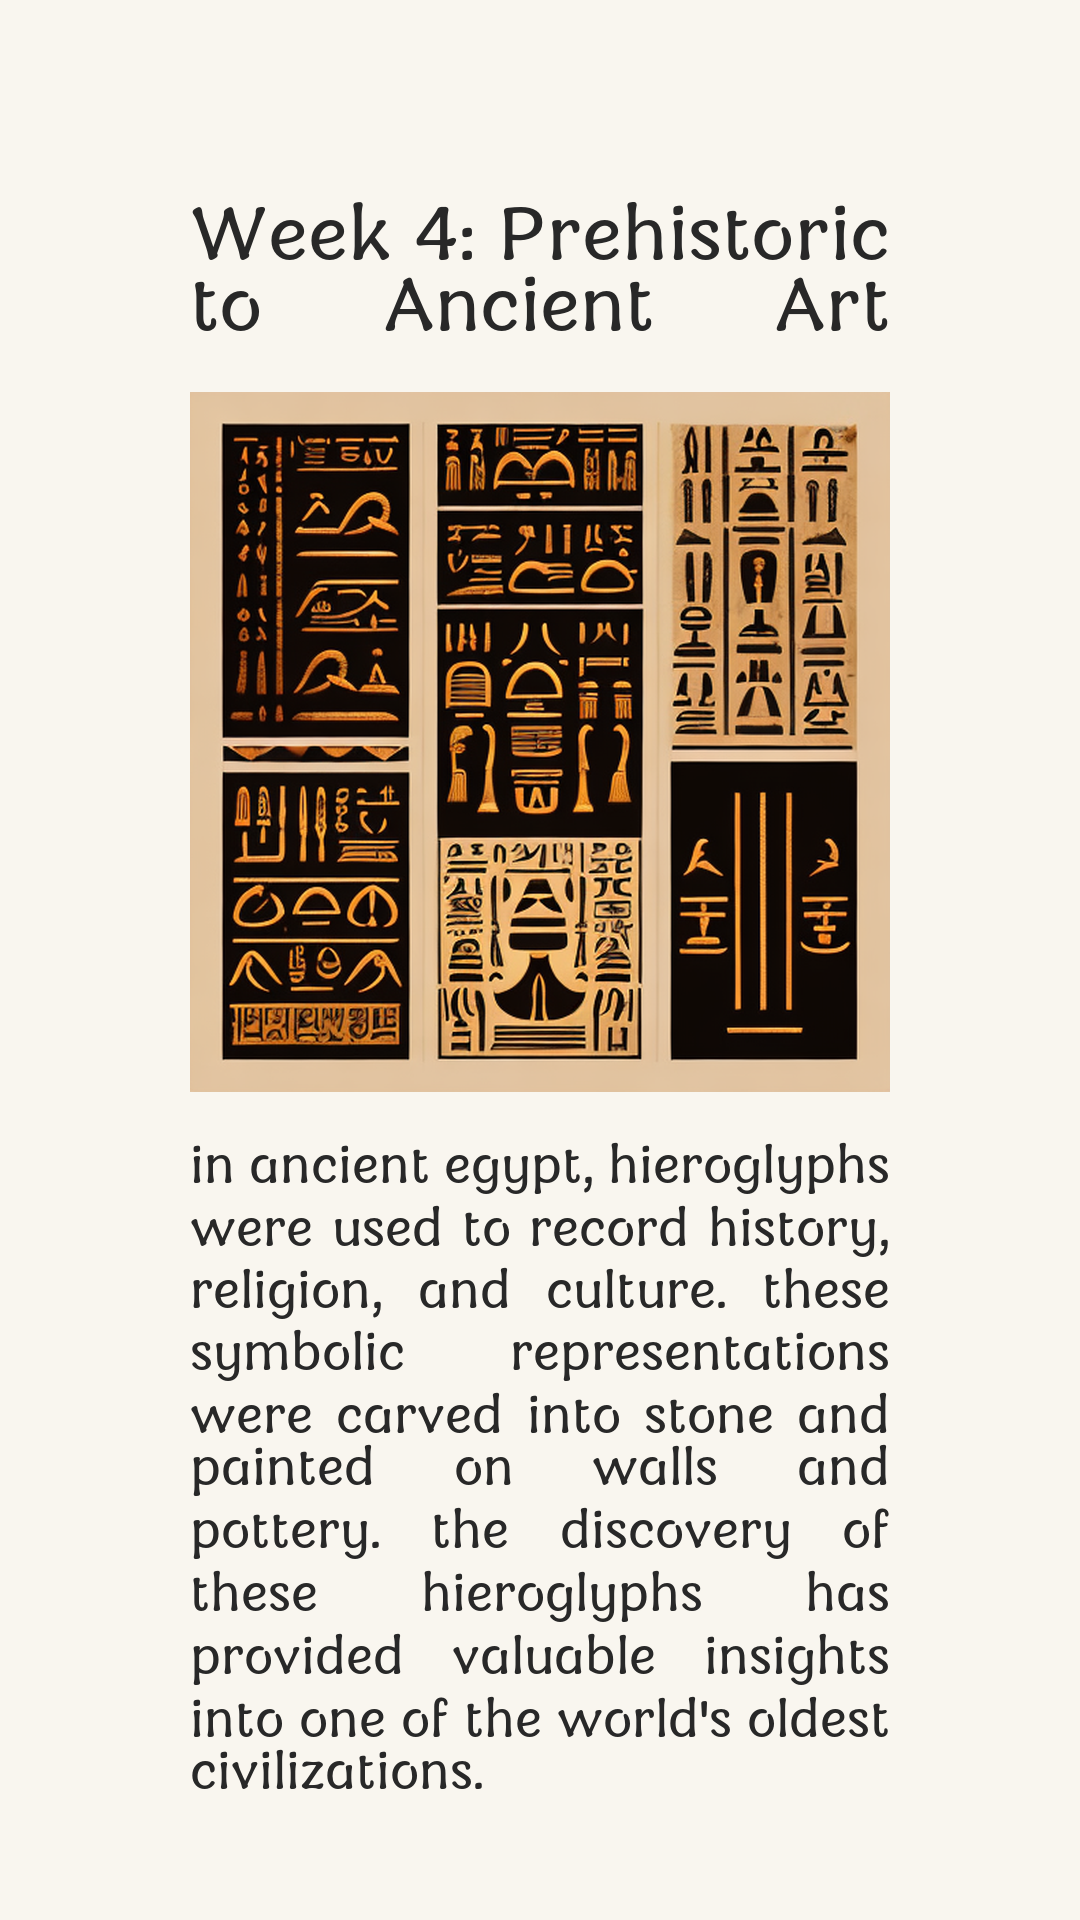 Week 4: Prehistoric
to Ancient Art
in ancient egypt, hieroglyphs
were used to record history,
religion, and culture. these
symbolic representations
were carved into stone and
painted on walls and
pottery. the discovery of
these hieroglyphs has
provided valuable insights
into one of the world's oldest
civilizations.